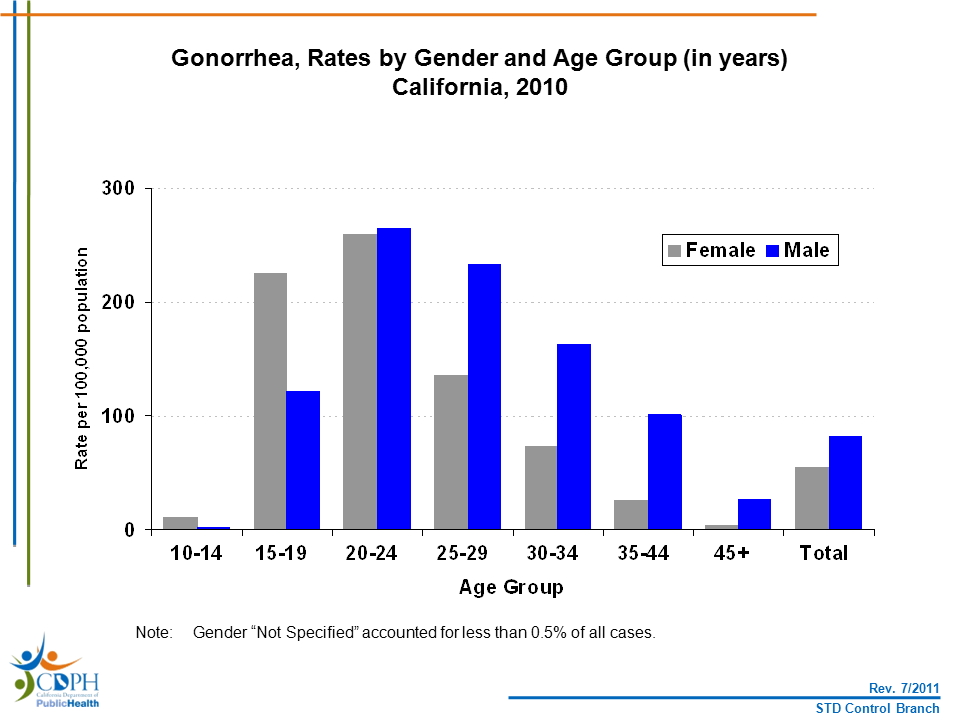 Gonorrhea, Rates by Gender and Age Group (in years)
California, 2010
300
200
100
0
Rate per 100,000 population
Female Male
10-14 15-19 20-24 25-29 30-34 35-44 45+ Total
Age Group
Note: Gender “Not Specified” accounted for less than 0.5% of all cases.
CDPH
California Department of
PublicHealth
Rev. 7/2011
STD Control Branch